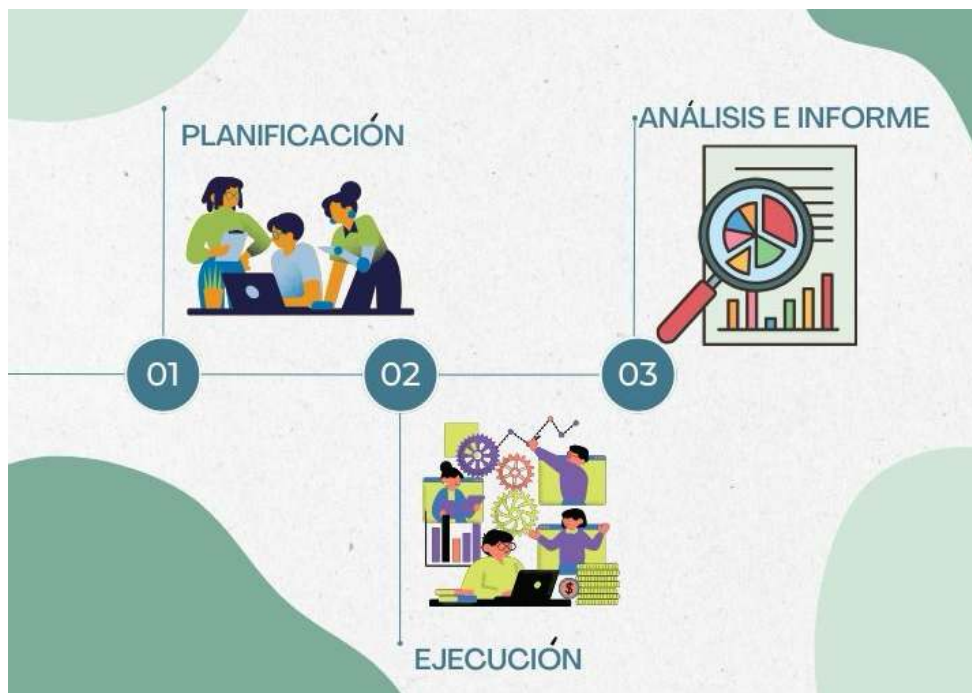 PLANIFICACIÓN
ANÁLISIS E INFORME
01
02
03
$
EJECUCIÓN